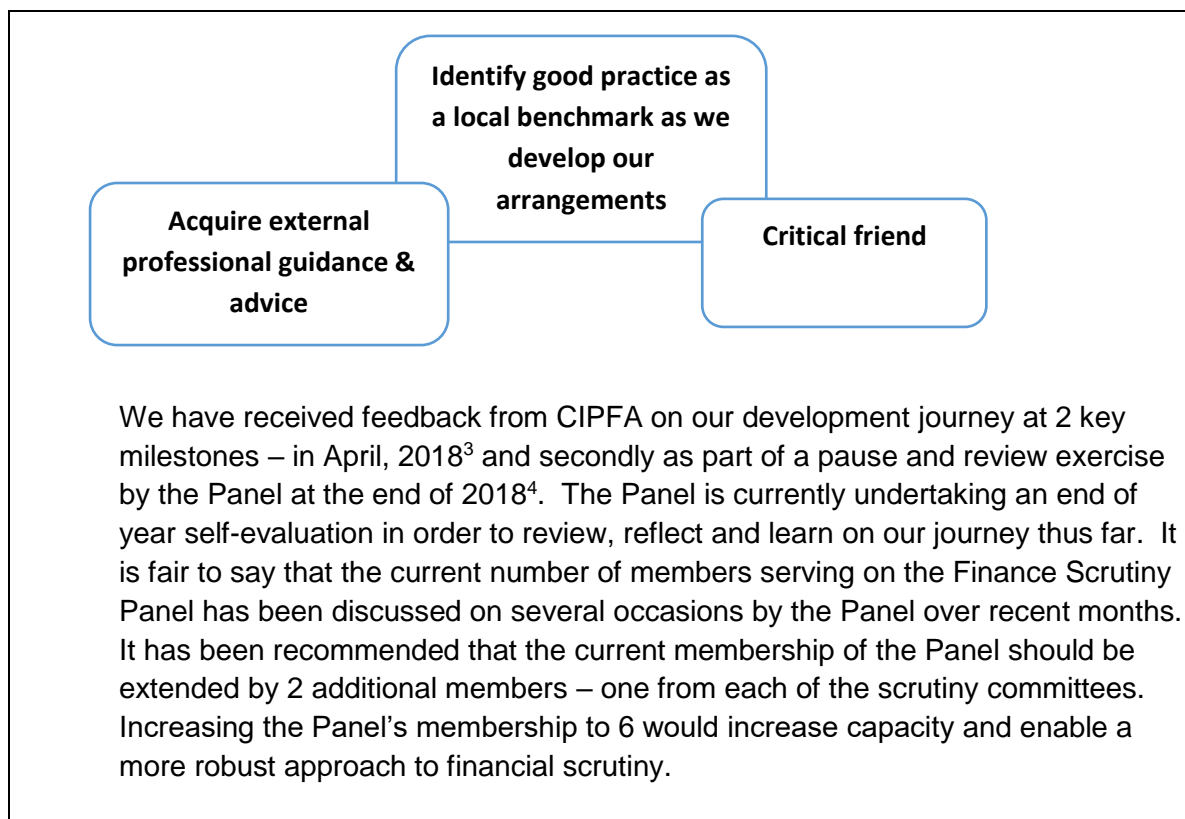 Identify good practice as
a local benchmark as we
develop our
arrangements
Acquire external
professional guidance &
advice
Critical friend
We have received feedback from CIPFA on our development journey at 2 key
milestones – in April, 2018³ and secondly as part of a pause and review exercise
by the Panel at the end of 2018⁴.  The Panel is currently undertaking an end of
year self-evaluation in order to review, reflect and learn on our journey thus far.  It
is fair to say that the current number of members serving on the Finance Scrutiny
Panel has been discussed on several occasions by the Panel over recent months.
It has been recommended that the current membership of the Panel should be
extended by 2 additional members – one from each of the scrutiny committees.
Increasing the Panel's membership to 6 would increase capacity and enable a
more robust approach to financial scrutiny.